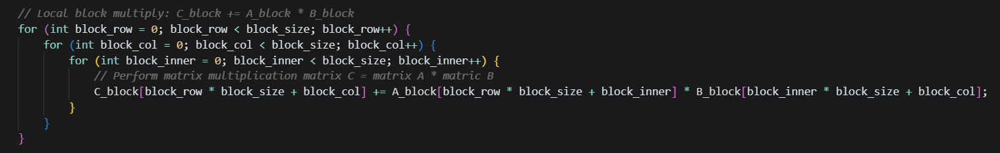 // Local block multiply: C_block += A_block * B_block
for (int block_row = 0; block_row < block_size; block_row++) {
    for (int block_col = 0; block_col < block_size; block_col++) {
        for (int block_inner = 0; block_inner < block_size; block_inner++) {
            // Perform matrix multiplication matrix C = matrix A * matric B
            C_block[block_row * block_size + block_col] += A_block[block_row * block_size + block_inner] * B_block[block_inner * block_size + block_col];
        }
    }
}